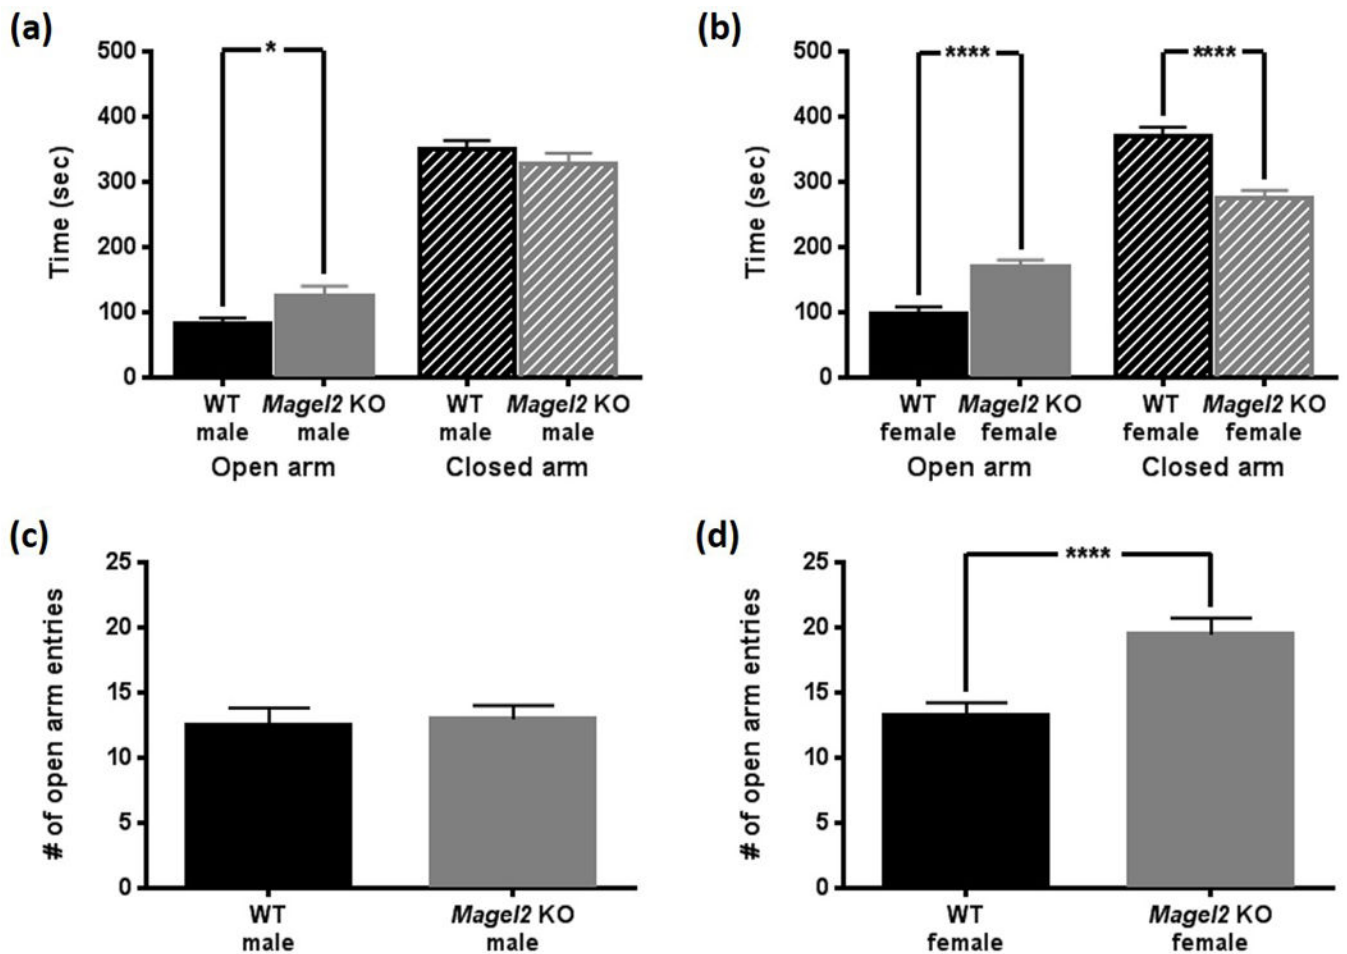 (a)
500
400
300
200
100
0
Time (sec)
*
WT Magel2 KO WT Magel2 KO
male male male male
Open arm Closed arm
(b)
500
400
300
200
100
0
Time (sec)
**** ****
WT Magel2 KO WT Magel2 KO
female female female female
Open arm Closed arm
(c)
25
20
15
10
5
0
# of open arm entries
WT Magel2 KO
male male
(d)
25
20
15
10
5
0
# of open arm entries
****
WT Magel2 KO
female female